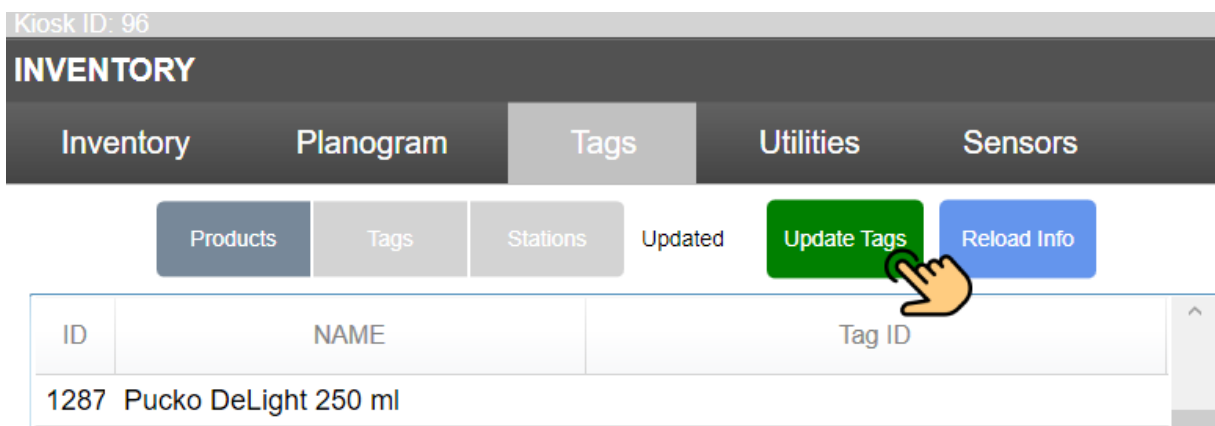 Kiosk ID: 96
INVENTORY
Inventory Planogram Tags Utilities Sensors
Products Tags Stations Updated Update Tags Reload Info
ID NAME Tag ID
1287 Pucko DeLight 250 ml